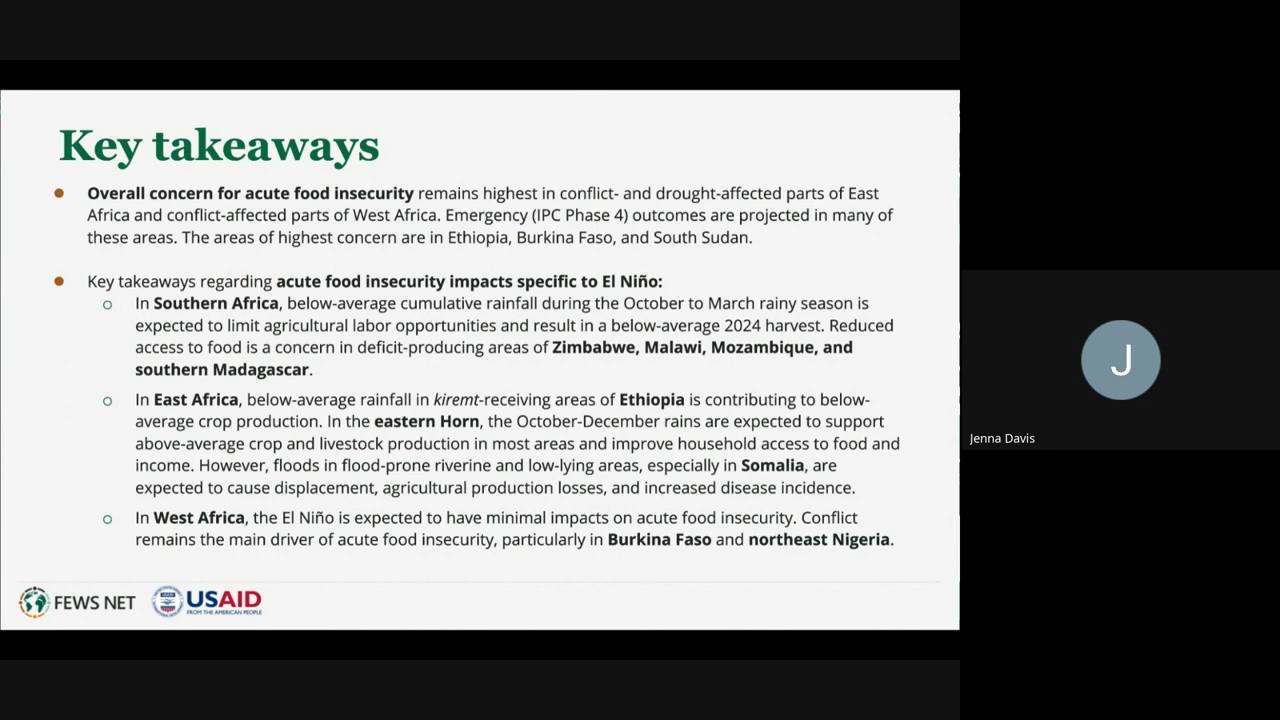 Key takeaways
Overall concern for acute food insecurity remains highest in conflict- and drought-affected parts of East
Africa and conflict-affected parts of West Africa. Emergency (IPC Phase 4) outcomes are projected in many of
these areas. The areas of highest concern are in Ethiopia, Burkina Faso, and South Sudan.
Key takeaways regarding acute food insecurity impacts specific to El Niño:
In Southern Africa, below-average cumulative rainfall during the October to March rainy season is
expected to limit agricultural labor opportunities and result in a below-average 2024 harvest. Reduced
access to food is a concern in deficit-producing areas of Zimbabwe, Malawi, Mozambique, and
southern Madagascar.
In East Africa, below-average rainfall in kiremt-receiving areas of Ethiopia is contributing to below-
average crop production. In the eastern Horn, the October-December rains are expected to support
above-average crop and livestock production in most areas and improve household access to food and
income. However, floods in flood-prone riverine and low-lying areas, especially in Somalia, are
expected to cause displacement, agricultural production losses, and increased disease incidence.
In West Africa, the El Niño is expected to have minimal impacts on acute food insecurity. Conflict
remains the main driver of acute food insecurity, particularly in Burkina Faso and northeast Nigeria.
FEWS NET
USAID
FROM THE AMERICAN PEOPLE
J
Jenna Davis